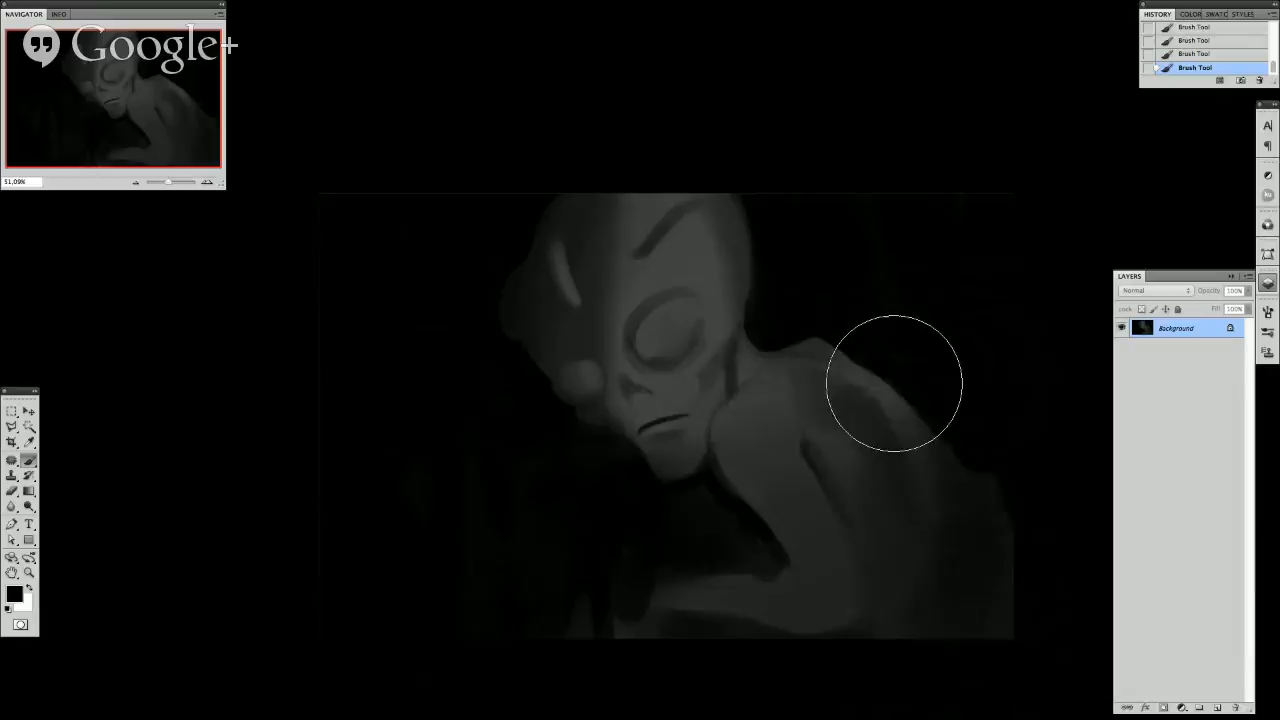 NAVIGATOR INFO
Google+
51,09%
HISTORY COLOR SWATC STYLES
Brush Tool
Brush Tool
Brush Tool
Brush Tool
LAYERS
Normal Opacity: 100%
Lock: Fill: 100%
Background